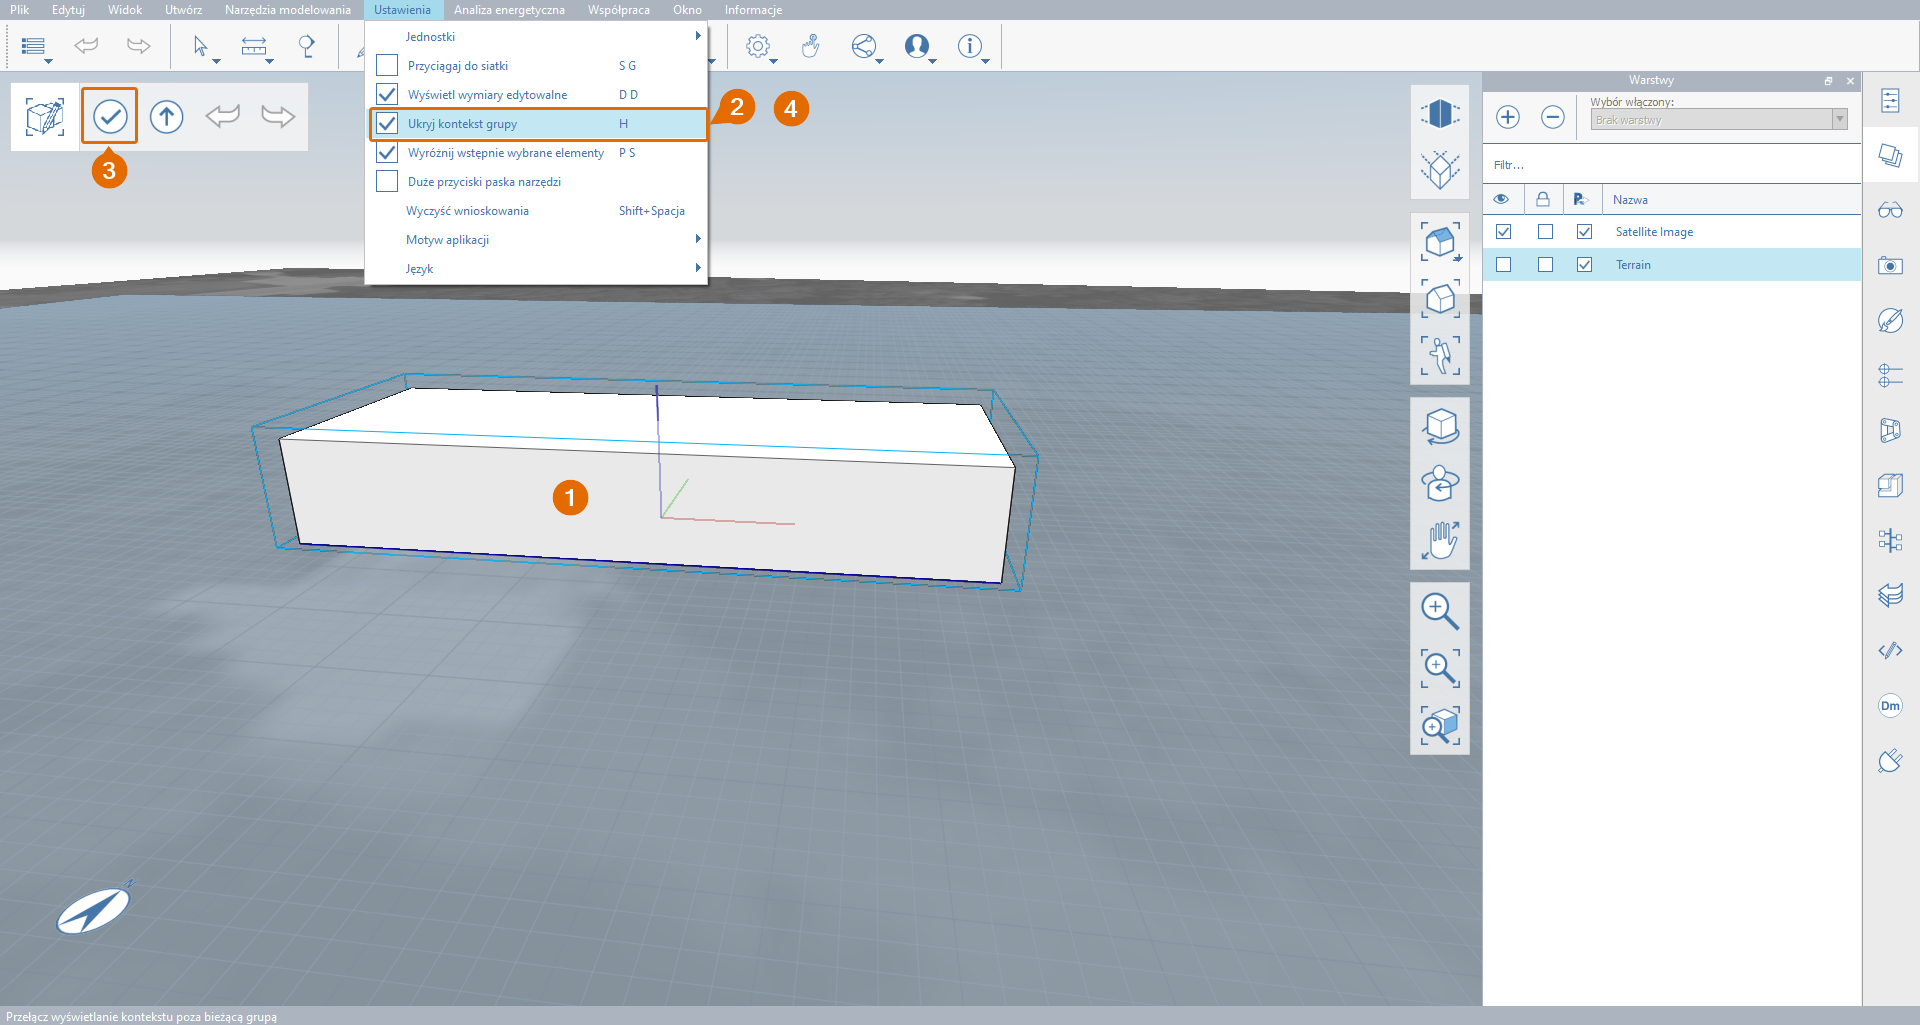 Plik Edytuj Widok Utwórz Narzędzia modelowania Ustawienia Analiza energetyczna Współpraca Okno Informacje
Jednostki
Przyciągaj do siatki S G
Wyświetl wymiary edytowalne D D
Ukryj kontekst grupy H
Wyróżnij wstępnie wybrane elementy P S
Duże przyciski paska narzędzi
Wyczyść wnioskowania Shift+Spacja
Motyw aplikacji
Język
2
4
3
1
N
Warstwy
Wybór włączony:
Brak warstwy
Filtr...
Nazwa
Satellite Image
Terrain
Dm
Przełącz wyświetlanie kontekstu poza bieżącą grupą